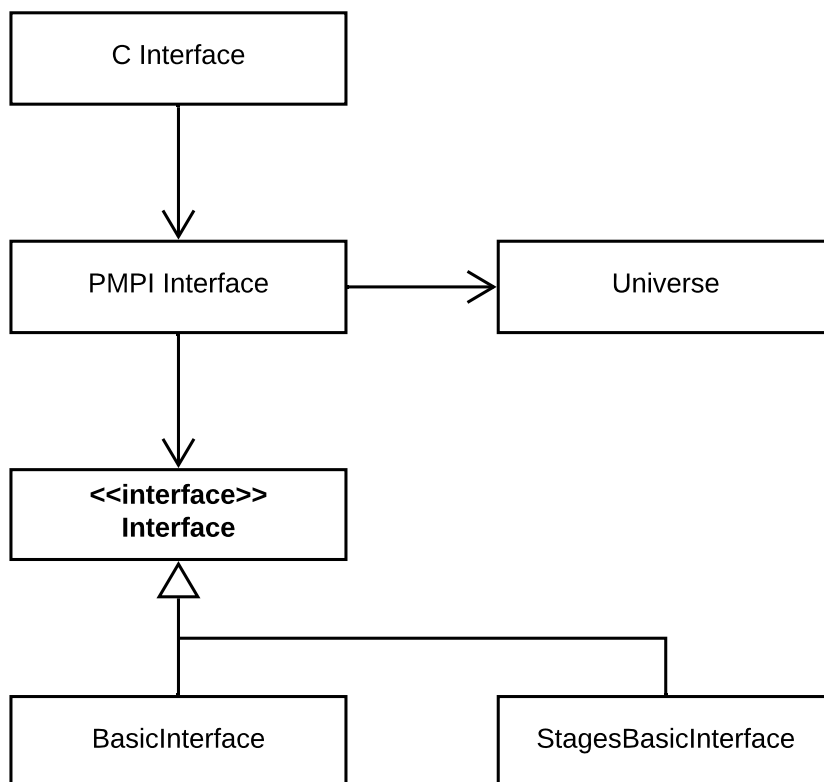 C Interface
PMPI Interface
Universe
<<interface>>
Interface
BasicInterface
StagesBasicInterface